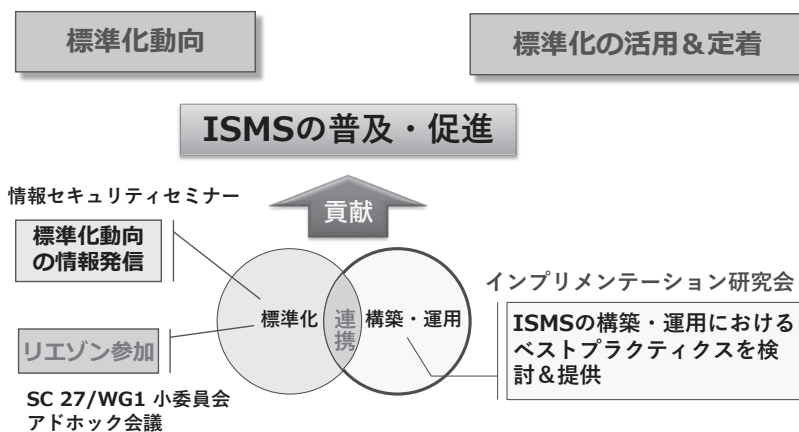 標準化動向
標準化の活用＆定着
ISMSの普及・促進
貢献
情報セキュリティセミナー
標準化動向
の情報発信
リエゾン参加
SC 27/WG1 小委員会
アドホック会議
標準化
連携
構築・運用
インプリメンテーション研究会
ISMSの構築・運用における
ベストプラクティクスを検
討＆提供